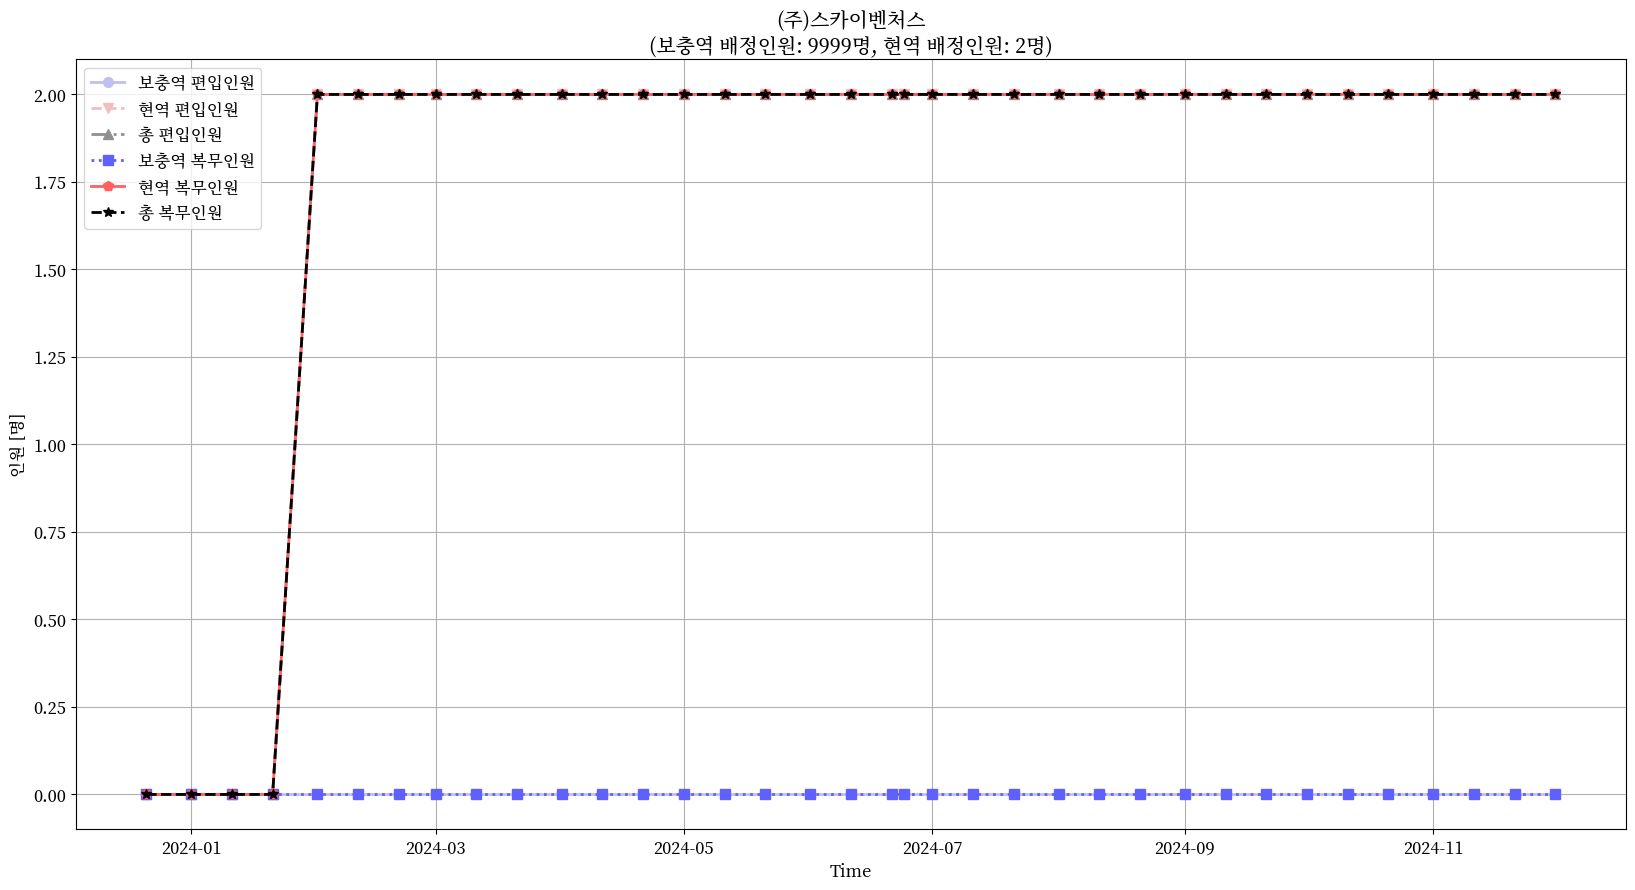 (주)스카이벤처스
(보충역 배정인원: 9999명, 현역 배정인원: 2명)
보충역 편입인원
현역 편입인원
총 편입인원
보충역 복무인원
현역 복무인원
총 복무인원
인원 [명]
2.00
1.75
1.50
1.25
1.00
0.75
0.50
0.25
0.00
2024-01
2024-03
2024-05
2024-07
2024-09
2024-11
Time